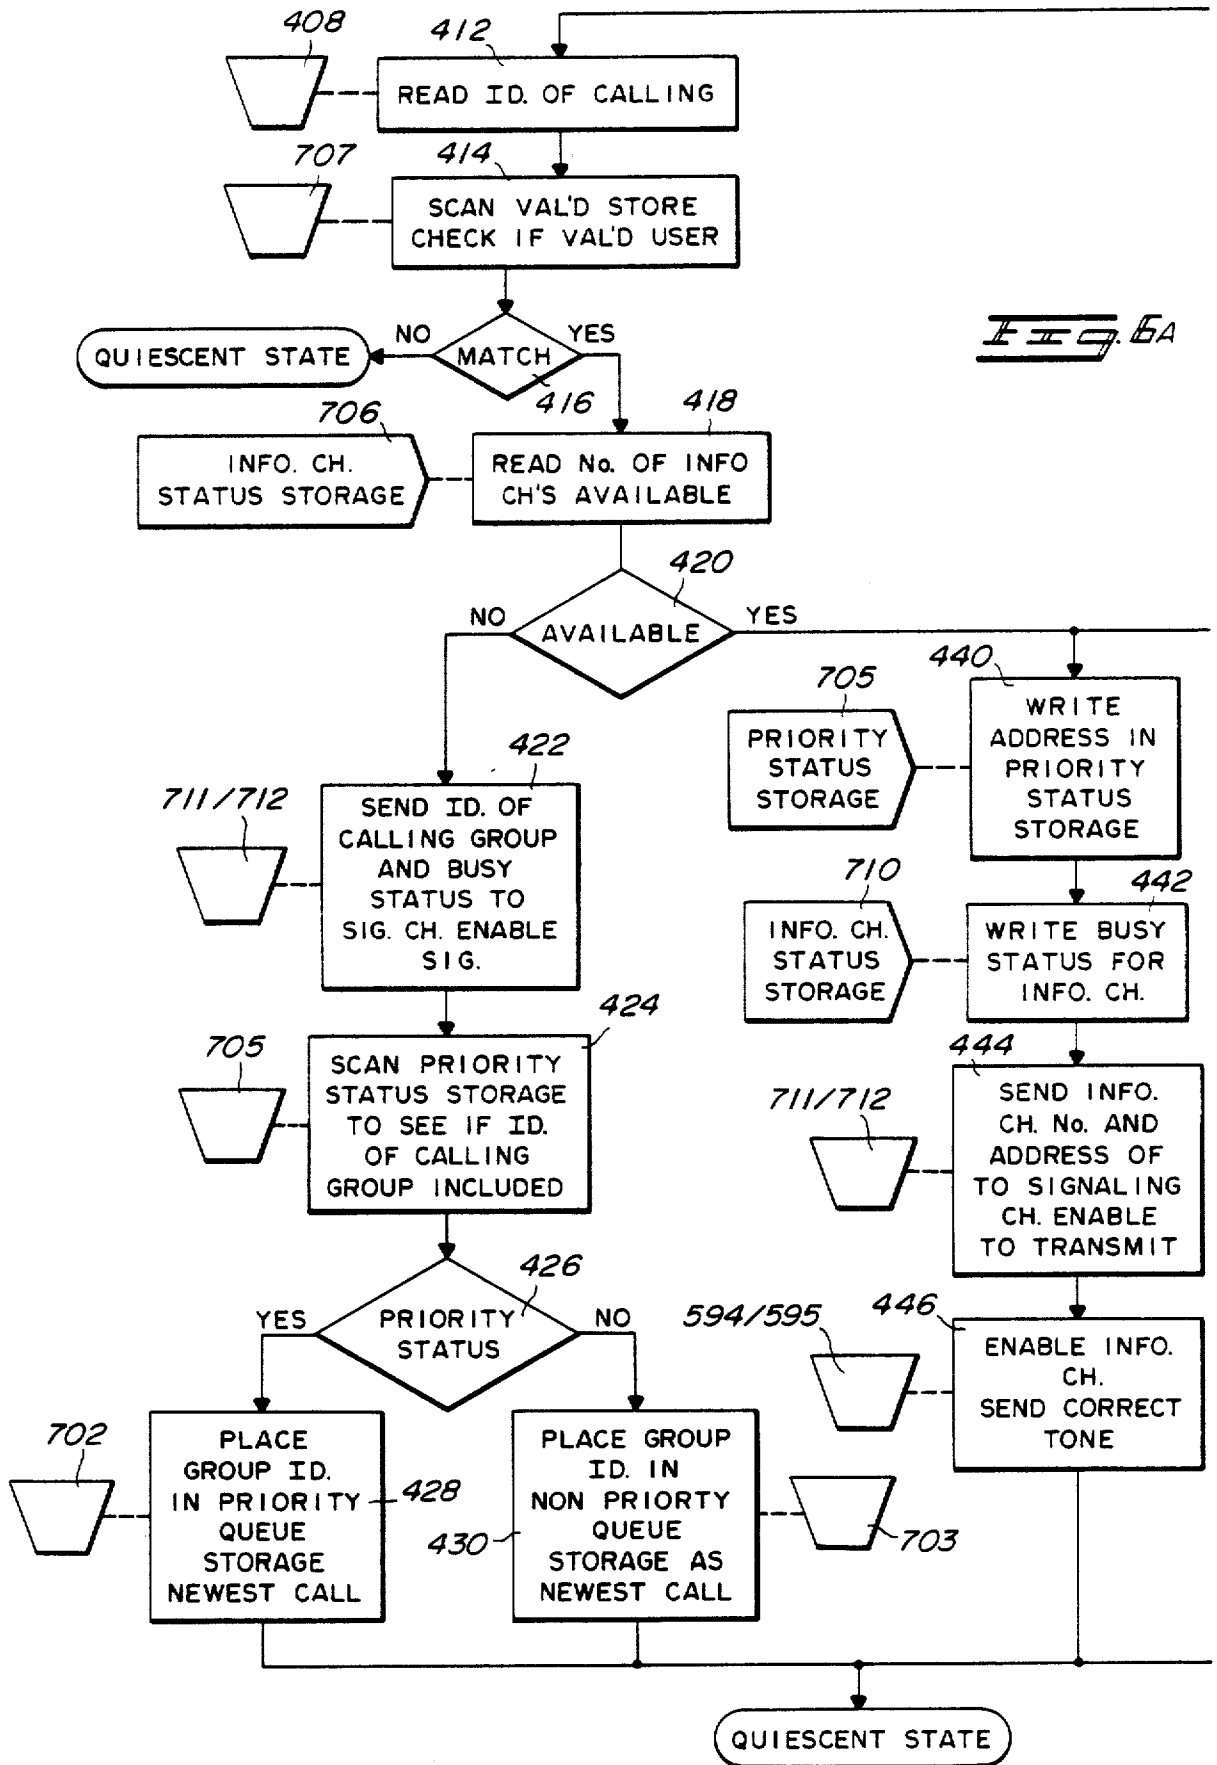 408
412
READ ID. OF CALLING
707
414
SCAN VAL'D STORE
CHECK IF VAL'D USER
NO
YES
QUIESCENT STATE
MATCH
416
Fig. 6A
706
418
INFO. CH.
STATUS STORAGE
READ No. OF INFO
CH'S AVAILABLE
420
NO
YES
AVAILABLE
440
705
WRITE
ADDRESS IN
PRIORITY
STATUS
STORAGE
PRIORITY
STATUS
STORAGE
422
711/712
SEND ID. OF
CALLING GROUP
AND BUSY
STATUS TO
SIG. CH. ENABLE
SIG.
710
442
INFO. CH.
STATUS
STORAGE
WRITE BUSY
STATUS FOR
INFO. CH.
424
705
SCAN PRIORITY
STATUS STORAGE
TO SEE IF ID.
OF CALLING
GROUP INCLUDED
444
711/712
SEND INFO.
CH. No. AND
ADDRESS OF
TO SIGNALING
CH. ENABLE
TO TRANSMIT
426
YES
NO
PRIORITY
STATUS
594/595
446
ENABLE INFO.
CH.
SEND CORRECT
TONE
702
PLACE
GROUP ID.
IN PRIORITY
QUEUE
STORAGE
NEWEST CALL
428
430
PLACE GROUP
ID. IN
NON PRIORTY
QUEUE
STORAGE AS
NEWEST CALL
703
QUIESCENT STATE